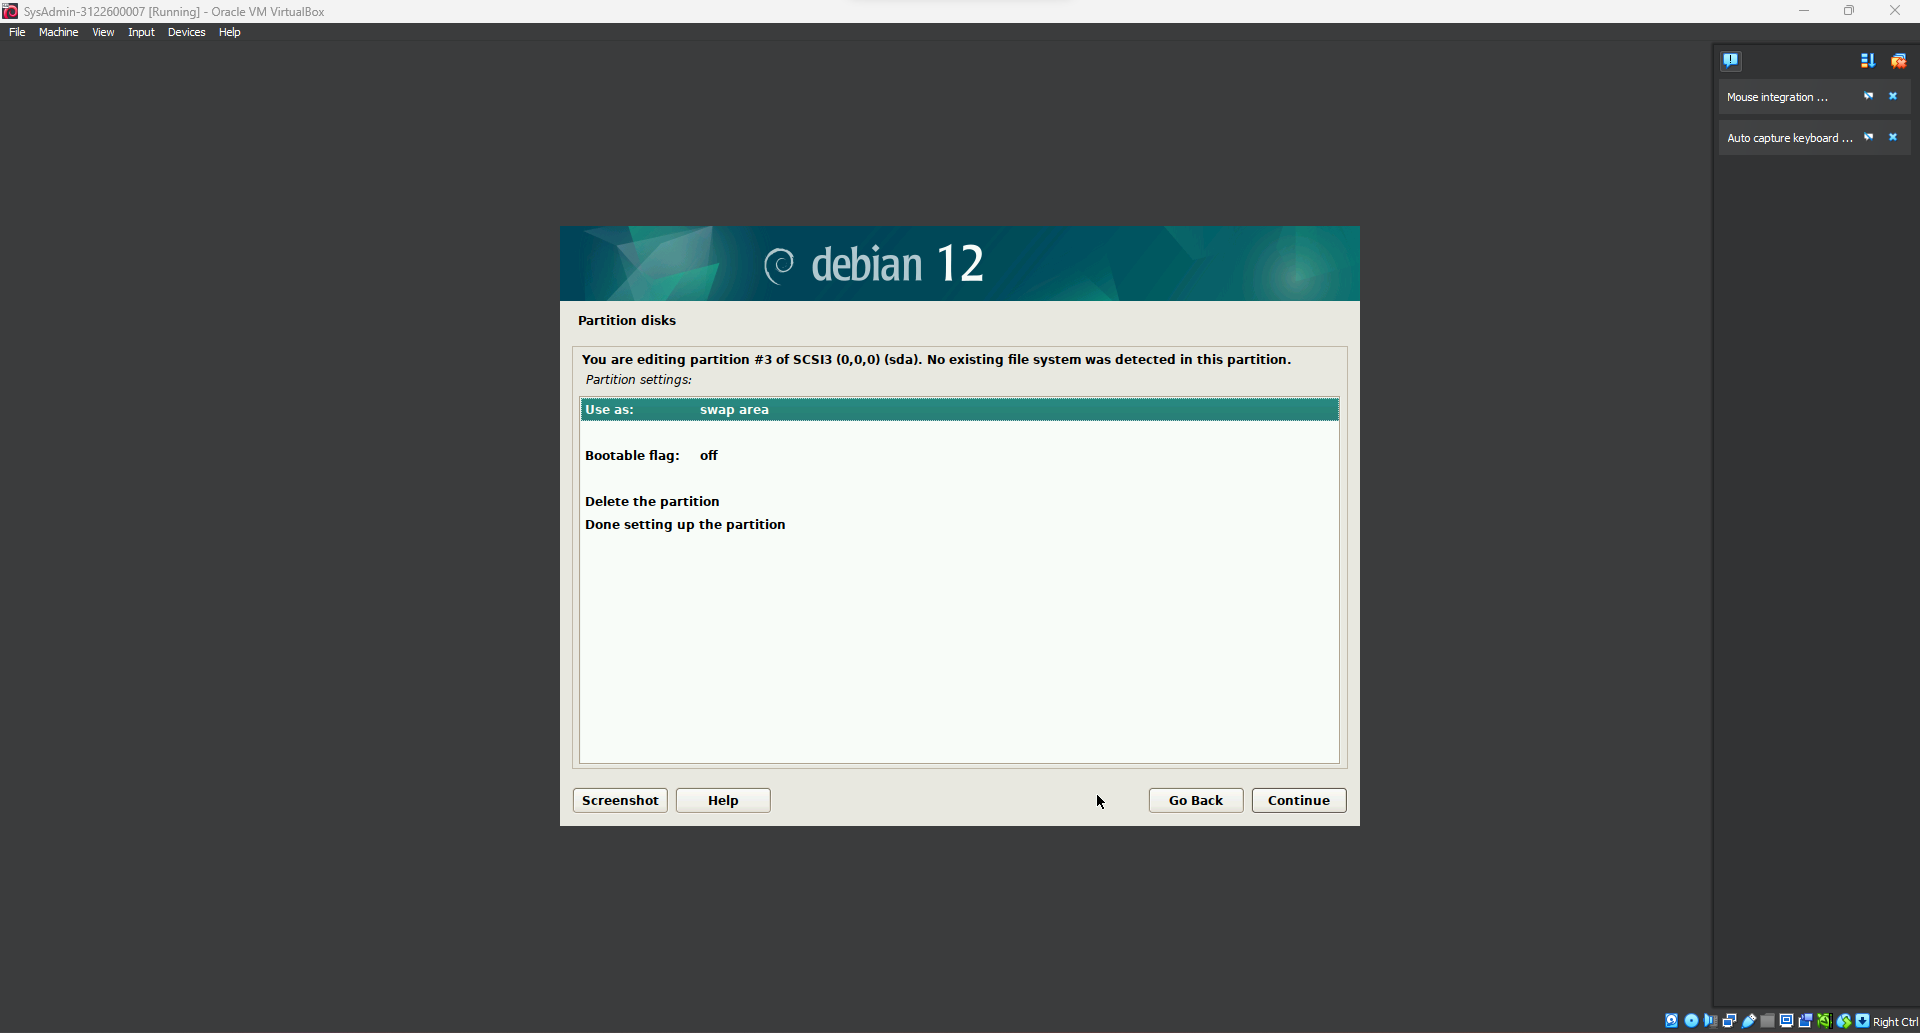 SysAdmin-3122600007 [Running] - Oracle VM VirtualBox
File Machine View Input Devices Help
Mouse integration ...
Auto capture keyboard ...
debian 12
Partition disks
You are editing partition #3 of SCSI3 (0,0,0) (sda). No existing file system was detected in this partition.
Partition settings:
Use as: swap area
Bootable flag: off
Delete the partition
Done setting up the partition
Screenshot Help Go Back Continue
Right Ctrl